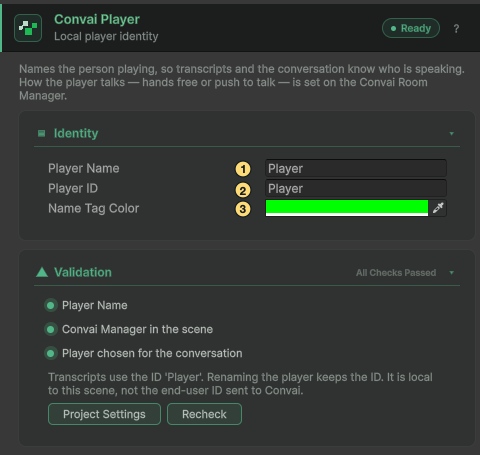 Convai Player
Local player identity
Ready
?
Names the person playing, so transcripts and the conversation know who is speaking.
How the player talks — hands free or push to talk — is set on the Convai Room
Manager.
Identity
Player Name 1 Player
Player ID 2 Player
Name Tag Color 3
Validation
All Checks Passed
Player Name
Convai Manager in the scene
Player chosen for the conversation
Transcripts use the ID 'Player'. Renaming the player keeps the ID. It is local
to this scene, not the end-user ID sent to Convai.
Project Settings
Recheck